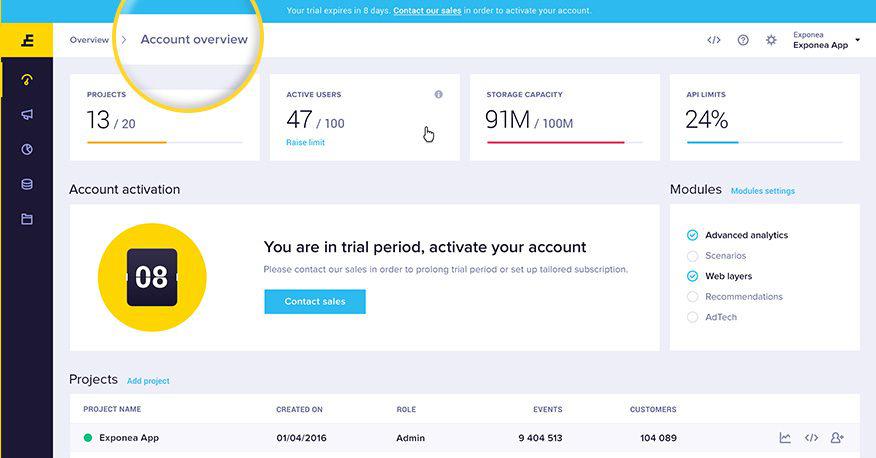 Your trial expires in 8 days. Contact our sales in order to activate your account.
Overview > Account overview
Exponea
Exponea App
PROJECTS
13 / 20
ACTIVE USERS
47 / 100
Raise limit
STORAGE CAPACITY
91M / 100M
API LIMITS
24%
Account activation
08
You are in trial period, activate your account
Please contact our sales in order to prolong trial period or set up tailored subscription.
Contact sales
Modules Modules settings
Advanced analytics
Scenarios
Web layers
Recommendations
AdTech
Projects Add project
PROJECT NAME CREATED ON ROLE EVENTS CUSTOMERS
Exponea App 01/04/2016 Admin 9 404 513 104 089